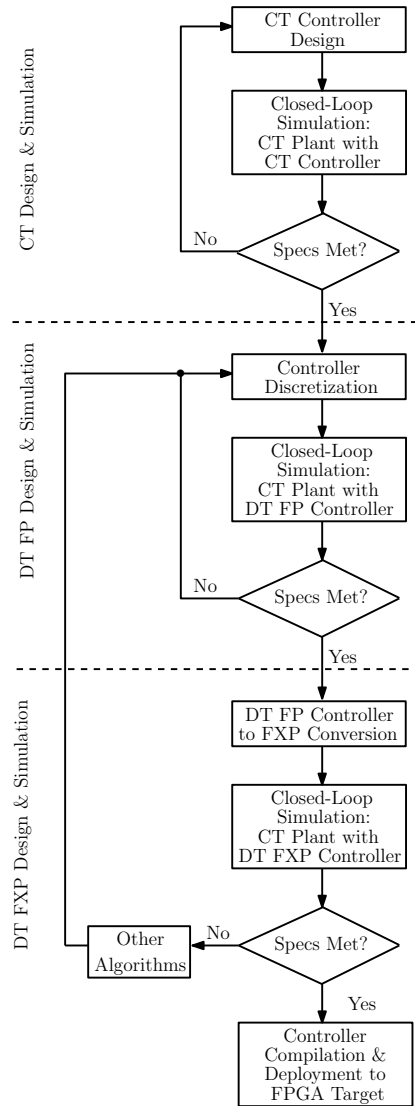 CT Controller
Design
CT Design & Simulation
Closed-Loop
Simulation:
CT Plant with
CT Controller
No
Specs Met?
Yes
DT FP Design & Simulation
Controller
Discretization
Closed-Loop
Simulation:
CT Plant with
DT FP Controller
No
Specs Met?
Yes
DT FXP Design & Simulation
DT FP Controller
to FXP Conversion
Closed-Loop
Simulation:
CT Plant with
DT FXP Controller
Specs Met?
No
Other
Algorithms
Yes
Controller
Compilation &
Deployment to
FPGA Target